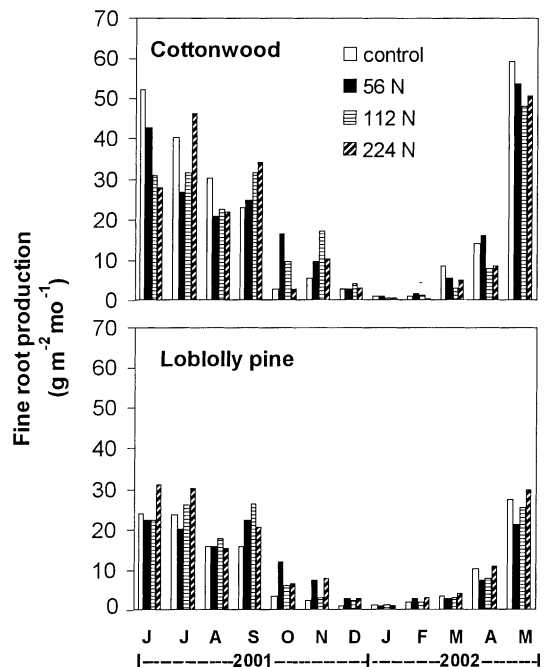 Fine root production
(g m⁻² mo⁻¹)
70
60
50
40
30
20
10
0
Cottonwood
control
56 N
112 N
224 N
70
60
50
40
30
20
10
0
Loblolly pine
J J A S O N D J F M A M
|-------2001-------| |-------2002-------|